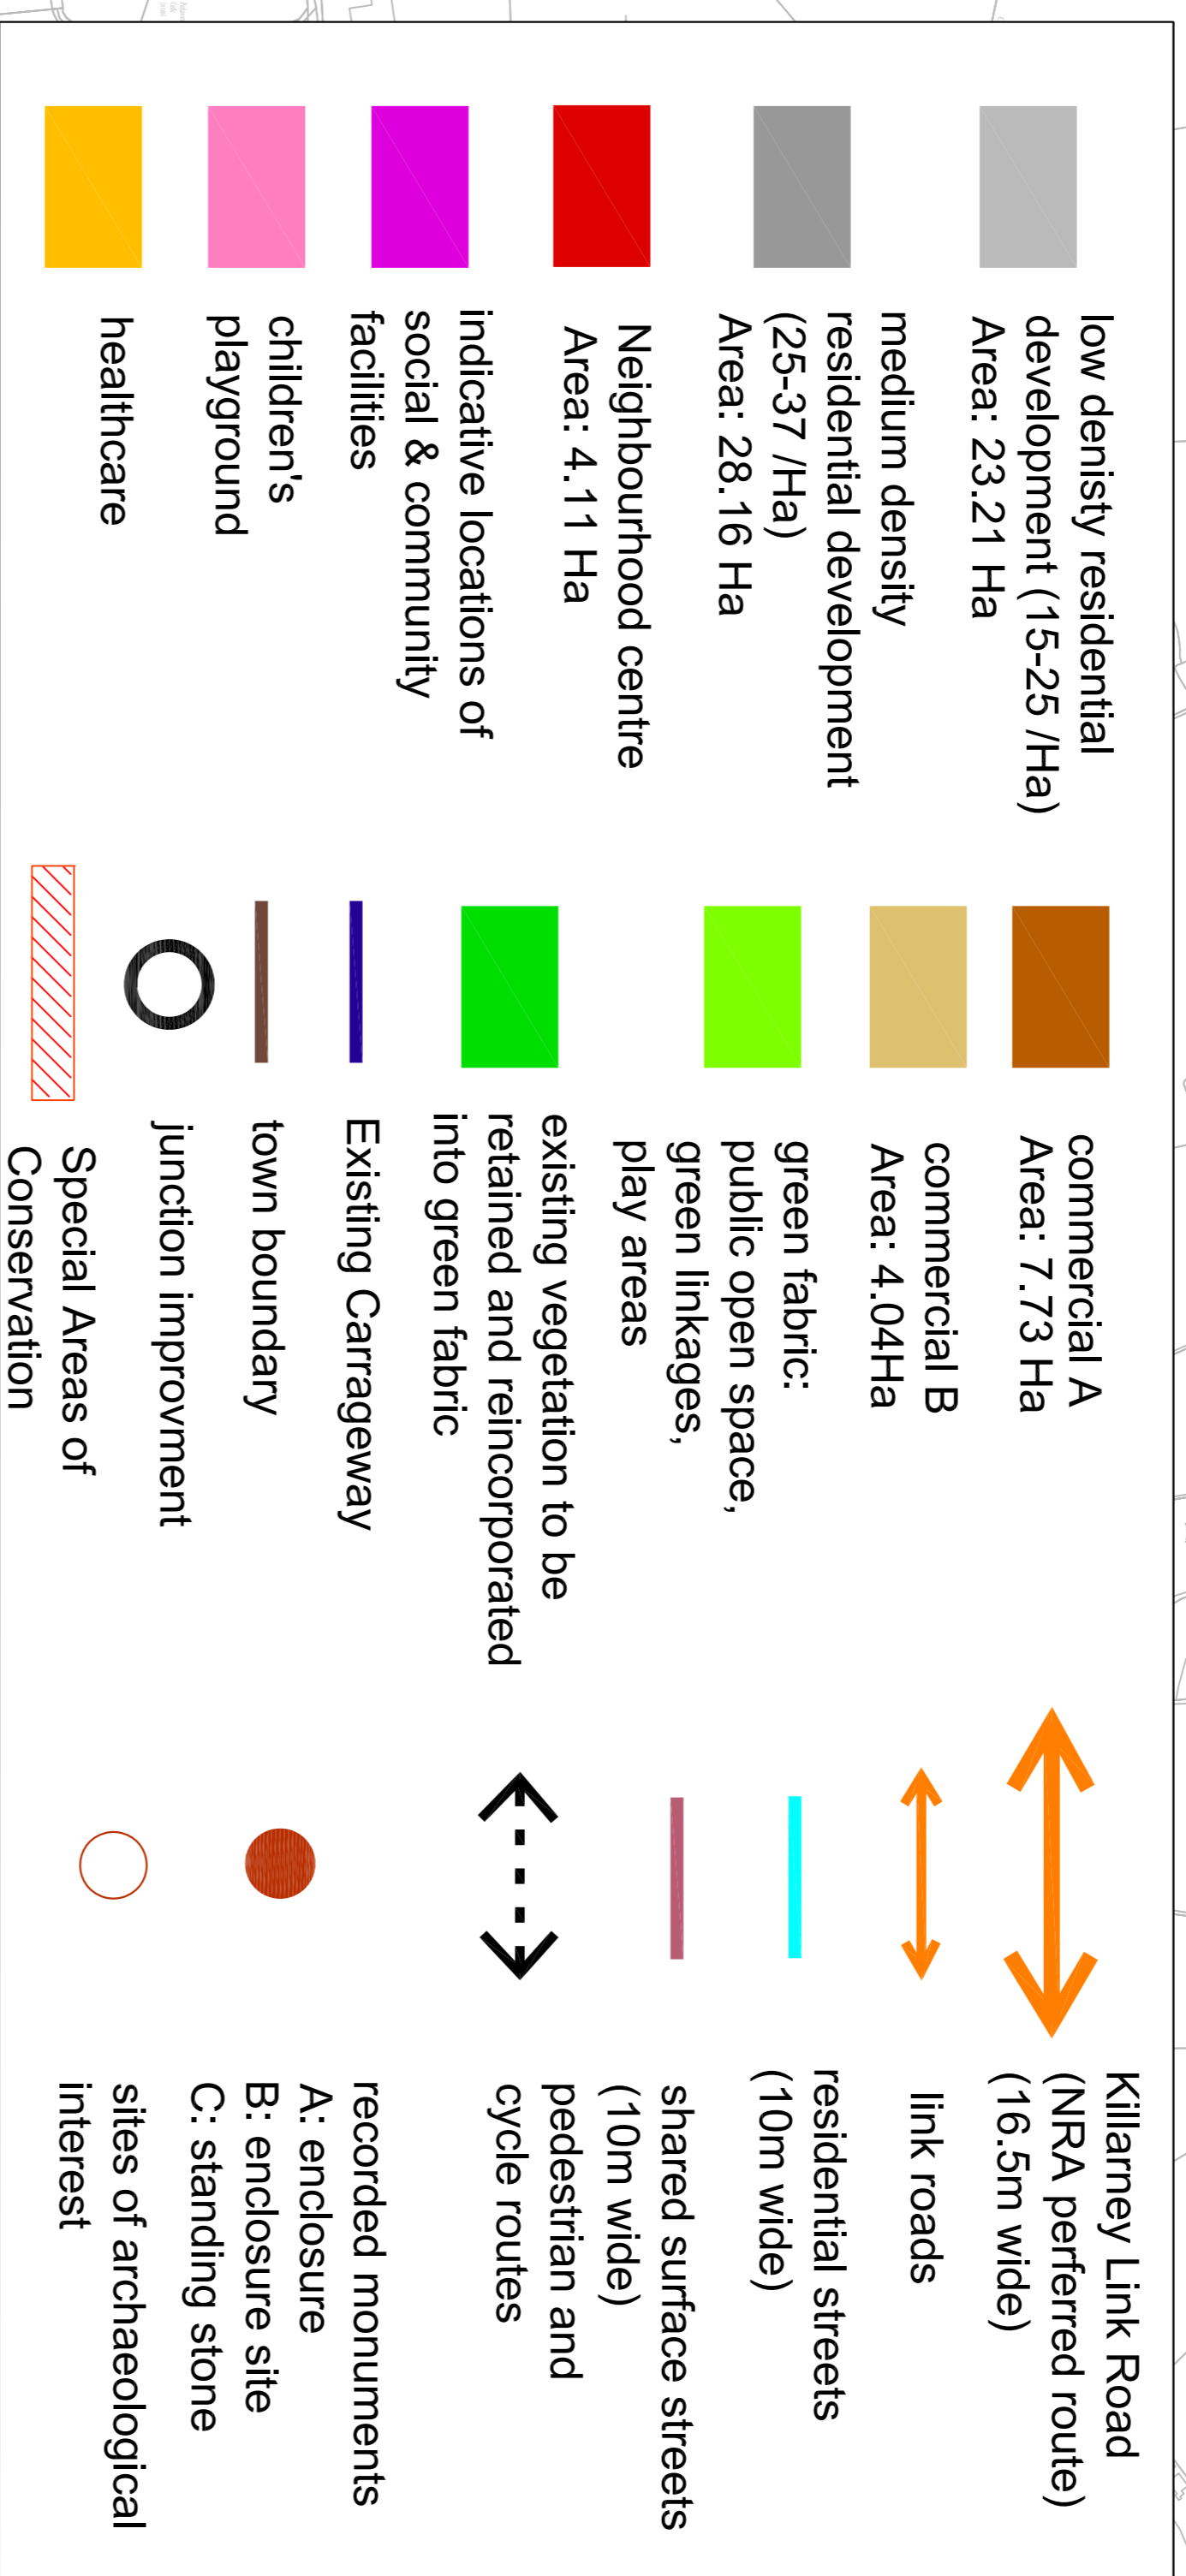 low denisty residential
development (15-25 /Ha)
Area: 23.21 Ha
medium density
residential development
(25-37 /Ha)
Area: 28.16 Ha
Neighbourhood centre
Area: 4.11 Ha
indicative locations of
social & community
facilities
children's
playground
healthcare
commercial A
Area: 7.73 Ha
commercial B
Area: 4.04Ha
green fabric:
public open space,
green linkages,
play areas
existing vegetation to be
retained and reincorporated
into green fabric
Existing Carrageway
town boundary
junction improvment
Special Areas of
Conservation
Killarney Link Road
(NRA perferred route)
(16.5m wide)
link roads
residential streets
(10m wide)
shared surface streets
(10m wide)
pedestrian and
cycle routes
recorded monuments
A: enclosure
B: enclosure site
C: standing stone
sites of archaeological
interest